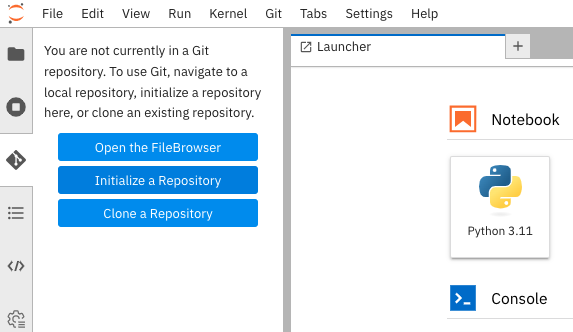 File Edit View Run Kernel Git Tabs Settings Help
You are not currently in a Git
repository. To use Git, navigate to a
local repository, initialize a repository
here, or clone an existing repository.
Open the FileBrowser
Initialize a Repository
Clone a Repository
Launcher
Notebook
Python 3.11
Console